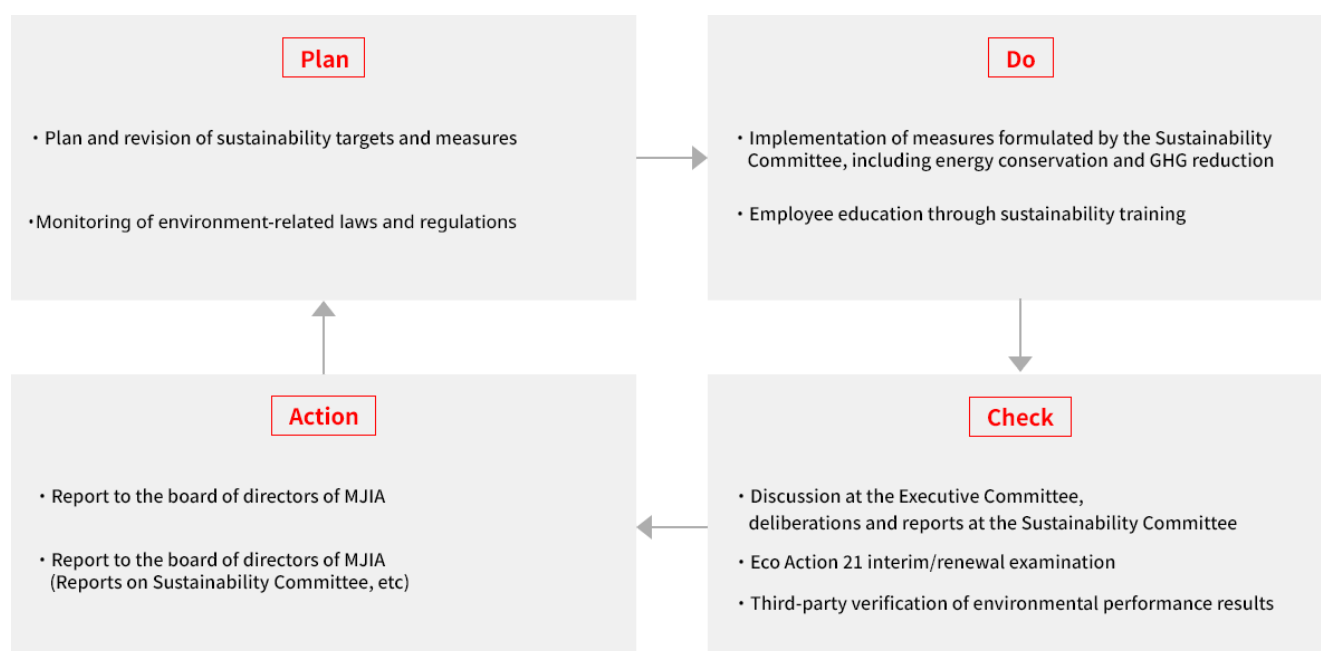 Plan
・Plan and revision of sustainability targets and measures
・Monitoring of environment-related laws and regulations
Do
・Implementation of measures formulated by the Sustainability
Committee, including energy conservation and GHG reduction
・Employee education through sustainability training
Check
・Discussion at the Executive Committee,
deliberations and reports at the Sustainability Committee
・Eco Action 21 interim/renewal examination
・Third-party verification of environmental performance results
Action
・Report to the board of directors of MJIA
・Report to the board of directors of MJIA
(Reports on Sustainability Committee, etc)